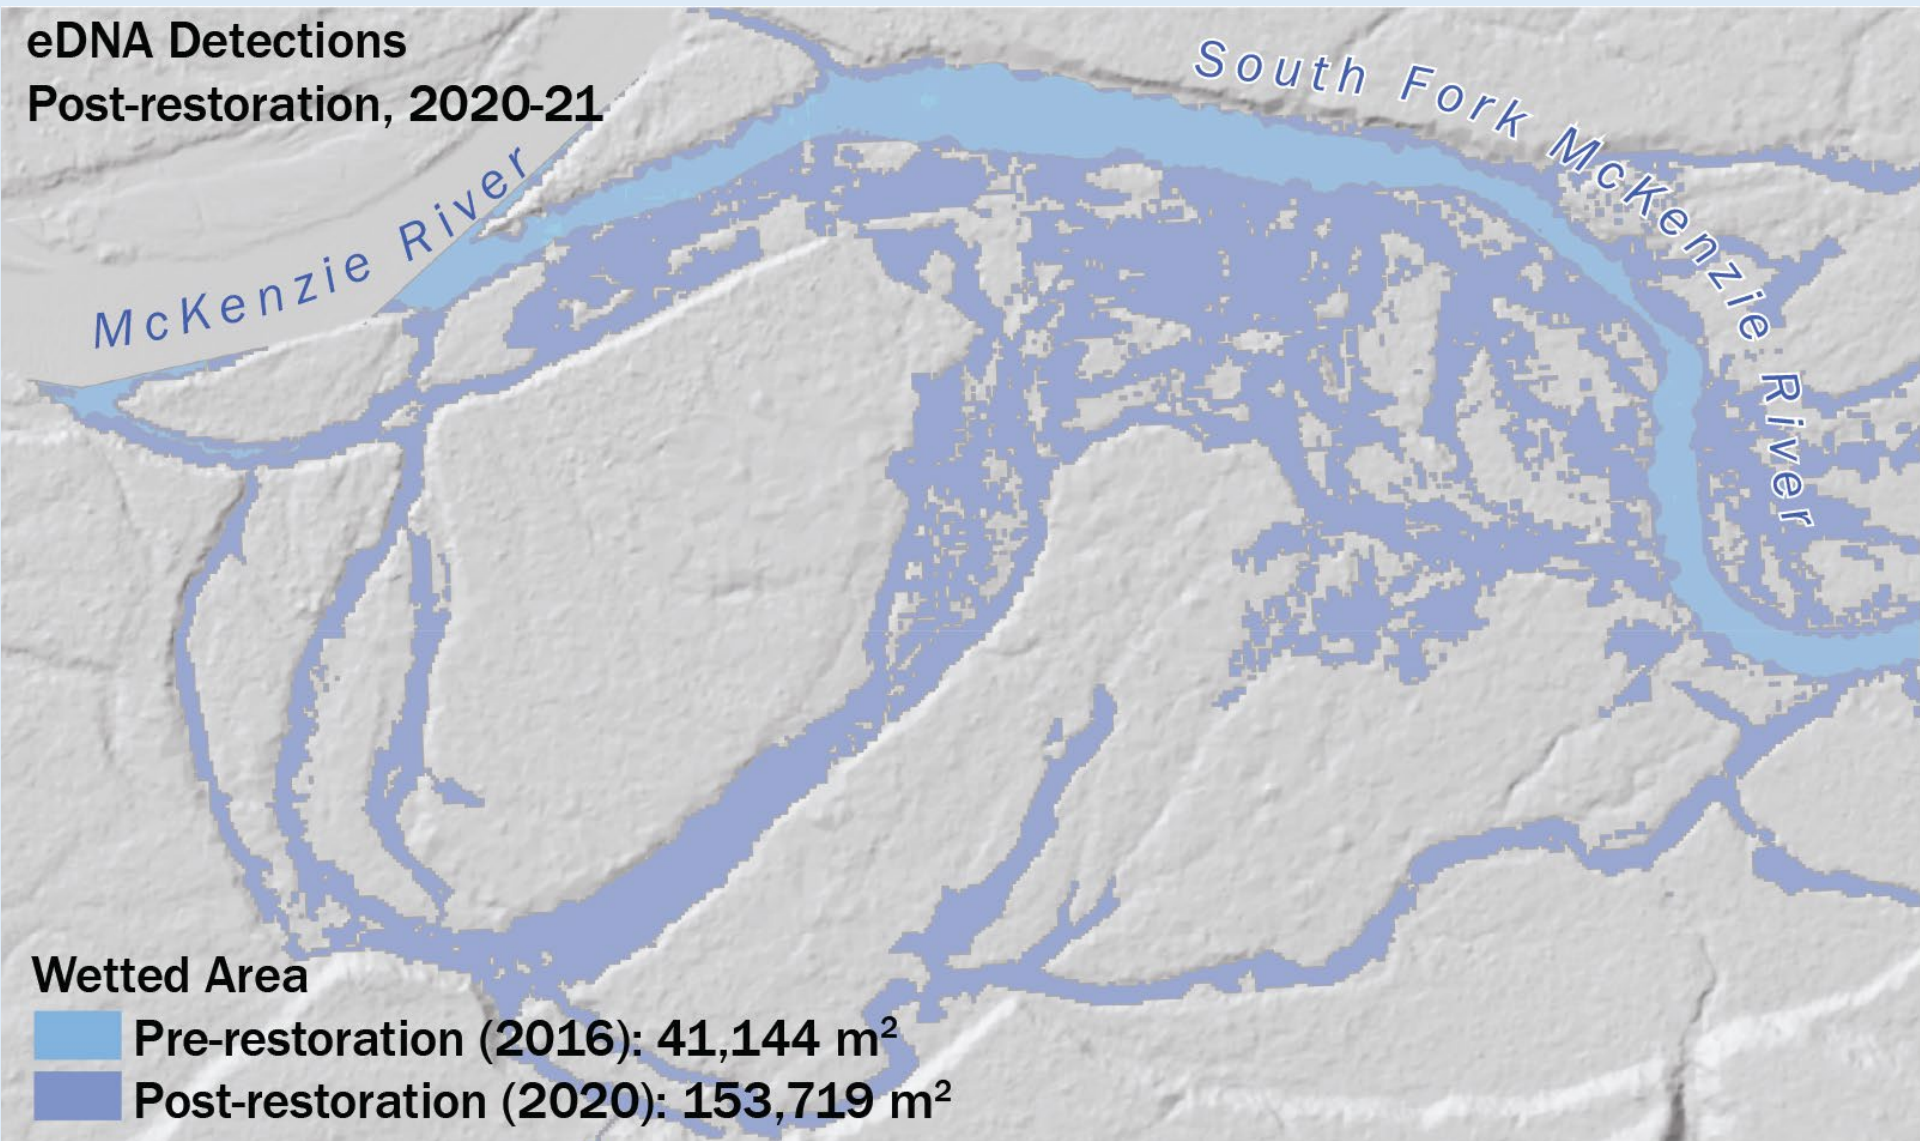 eDNA Detections
Post-restoration, 2020-21
South Fork McKenzie River
McKenzie River
Wetted Area
Pre-restoration (2016): 41,144 m²
Post-restoration (2020): 153,719 m²